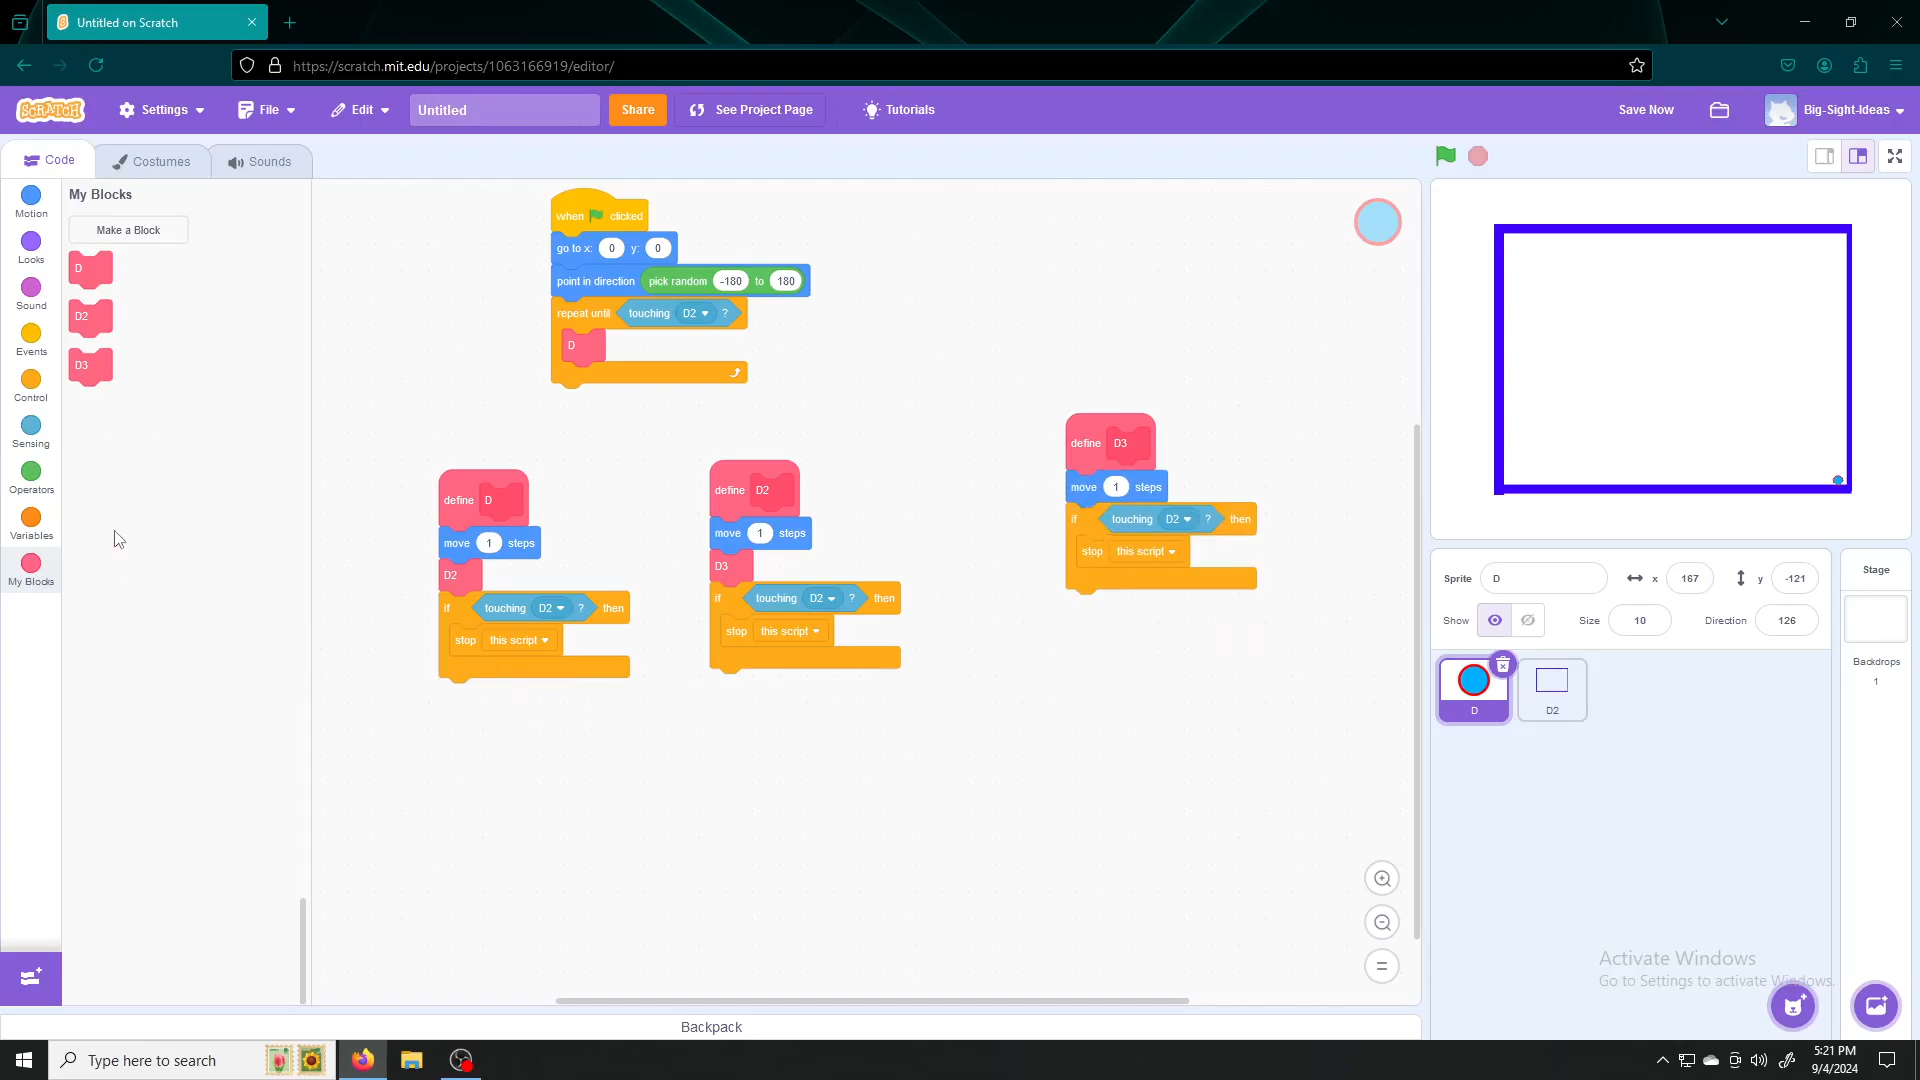 Untitled on Scratch
https://scratch.mit.edu/projects/1063166919/editor/
SCRATCH
Settings
File
Edit
Untitled
Share
See Project Page
Tutorials
Save Now
Big-Sight-Ideas
Code
Costumes
Sounds
Motion
Looks
Sound
Events
Control
Sensing
Operators
Variables
My Blocks
My Blocks
Make a Block
D
D2
D3
when clicked
go to x: 0 y: 0
point in direction pick random -180 to 180
repeat until touching D2 ?
D
define D
move 1 steps
D2
if touching D2 ? then
stop this script
define D2
move 1 steps
D3
if touching D2 ? then
stop this script
define D3
move 1 steps
if touching D2 ? then
stop this script
Sprite D x 167 y -121
Show Size 10 Direction 126
D
D2
Stage
Backdrops
1
Activate Windows
Go to Settings to activate Windows.
Backpack
Type here to search
5:21 PM
9/4/2024